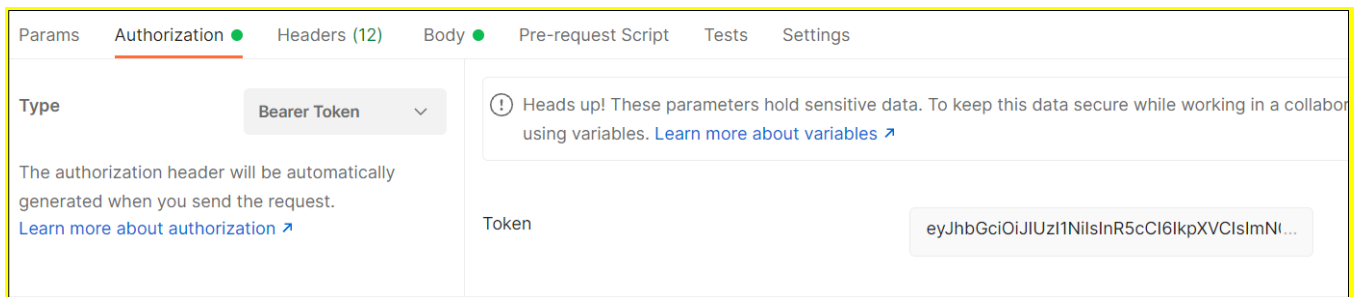 Params Authorization Headers (12) Body Pre-request Script Tests Settings
Type
Bearer Token
The authorization header will be automatically
generated when you send the request.
Learn more about authorization ↗
Heads up! These parameters hold sensitive data. To keep this data secure while working in a collabor
using variables. Learn more about variables ↗
Token
eyJhbGciOiJIUzI1NiIsInR5cCI6IkpXVCIsImN(...